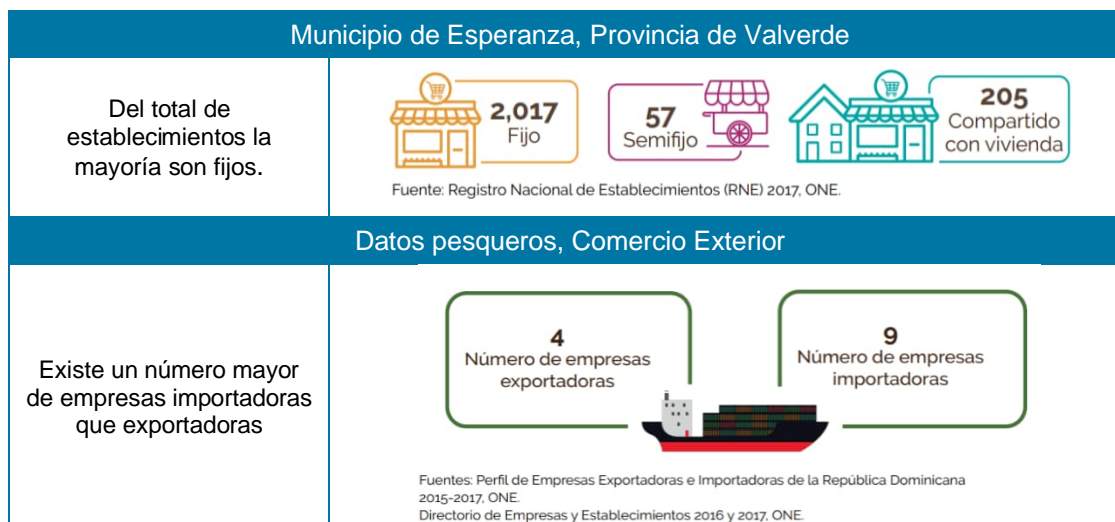 Municipio de Esperanza, Provincia de Valverde
Del total de
establecimientos la
mayoría son fijos.
2,017
Fijo
57
Semifijo
205
Compartido
con vivienda
Fuente: Registro Nacional de Establecimientos (RNE) 2017, ONE.
Datos pesqueros, Comercio Exterior
Existe un número mayor
de empresas importadoras
que exportadoras
4
Número de empresas
exportadoras
9
Número de empresas
importadoras
Fuentes: Perfil de Empresas Exportadoras e Importadoras de la República Dominicana
2015-2017, ONE.
Directorio de Empresas y Establecimientos 2016 y 2017, ONE.